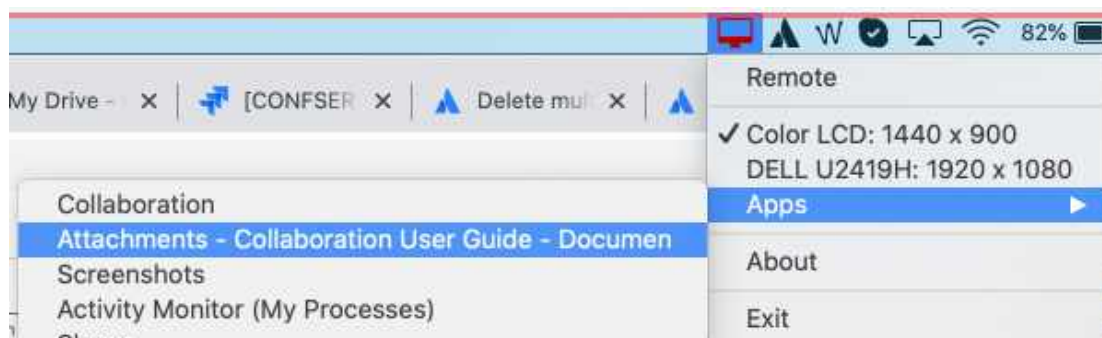 82%
My Drive -
[CONFSER
Delete mul
Remote
✓ Color LCD: 1440 x 900
DELL U2419H: 1920 x 1080
Apps
About
Exit
Collaboration
Attachments - Collaboration User Guide - Documen
Screenshots
Activity Monitor (My Processes)